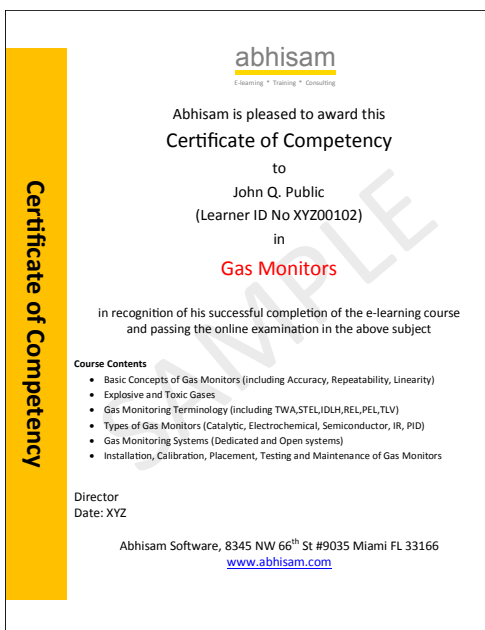 abhisam
E-learning * Training * Consulting
Abhisam is pleased to award this
Certificate of Competency
to
John Q. Public
(Learner ID No XYZ00102)
in
Gas Monitors
in recognition of his successful completion of the e-learning course
and passing the online examination in the above subject
Course Contents
• Basic Concepts of Gas Monitors (including Accuracy, Repeatability, Linearity)
• Explosive and Toxic Gases
• Gas Monitoring Terminology (including TWA,STEL,IDLH,REL,PEL,TLV)
• Types of Gas Monitors (Catalytic, Electrochemical, Semiconductor, IR, PID)
• Gas Monitoring Systems (Dedicated and Open systems)
• Installation, Calibration, Placement, Testing and Maintenance of Gas Monitors
Director
Date: XYZ
Abhisam Software, 8345 NW 66th St #9035 Miami FL 33166
www.abhisam.com
Certificate of Competency
SAMPLE